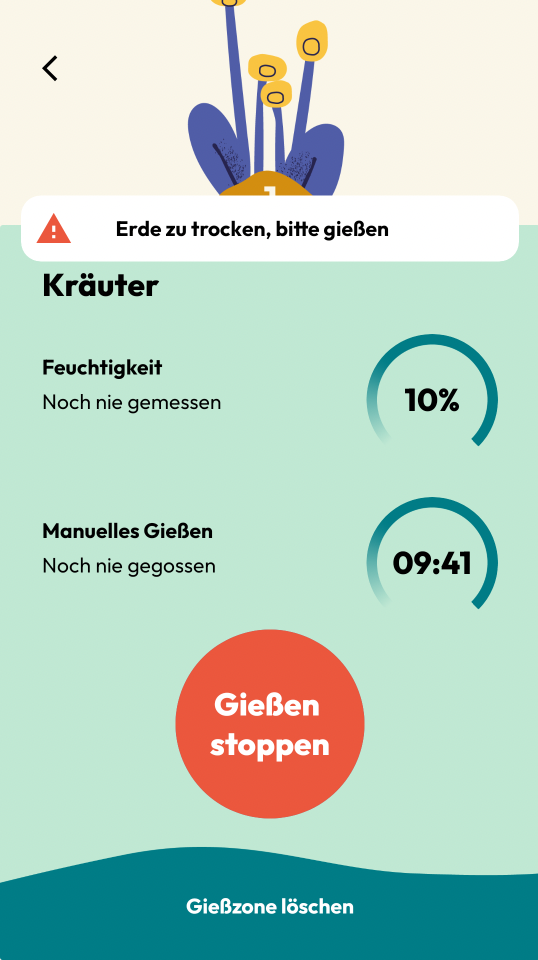 Erde zu trocken, bitte gießen
Kräuter
Feuchtigkeit
Noch nie gemessen
10%
Manuelles Gießen
Noch nie gegossen
09:41
Gießen
stoppen
Gießzone löschen